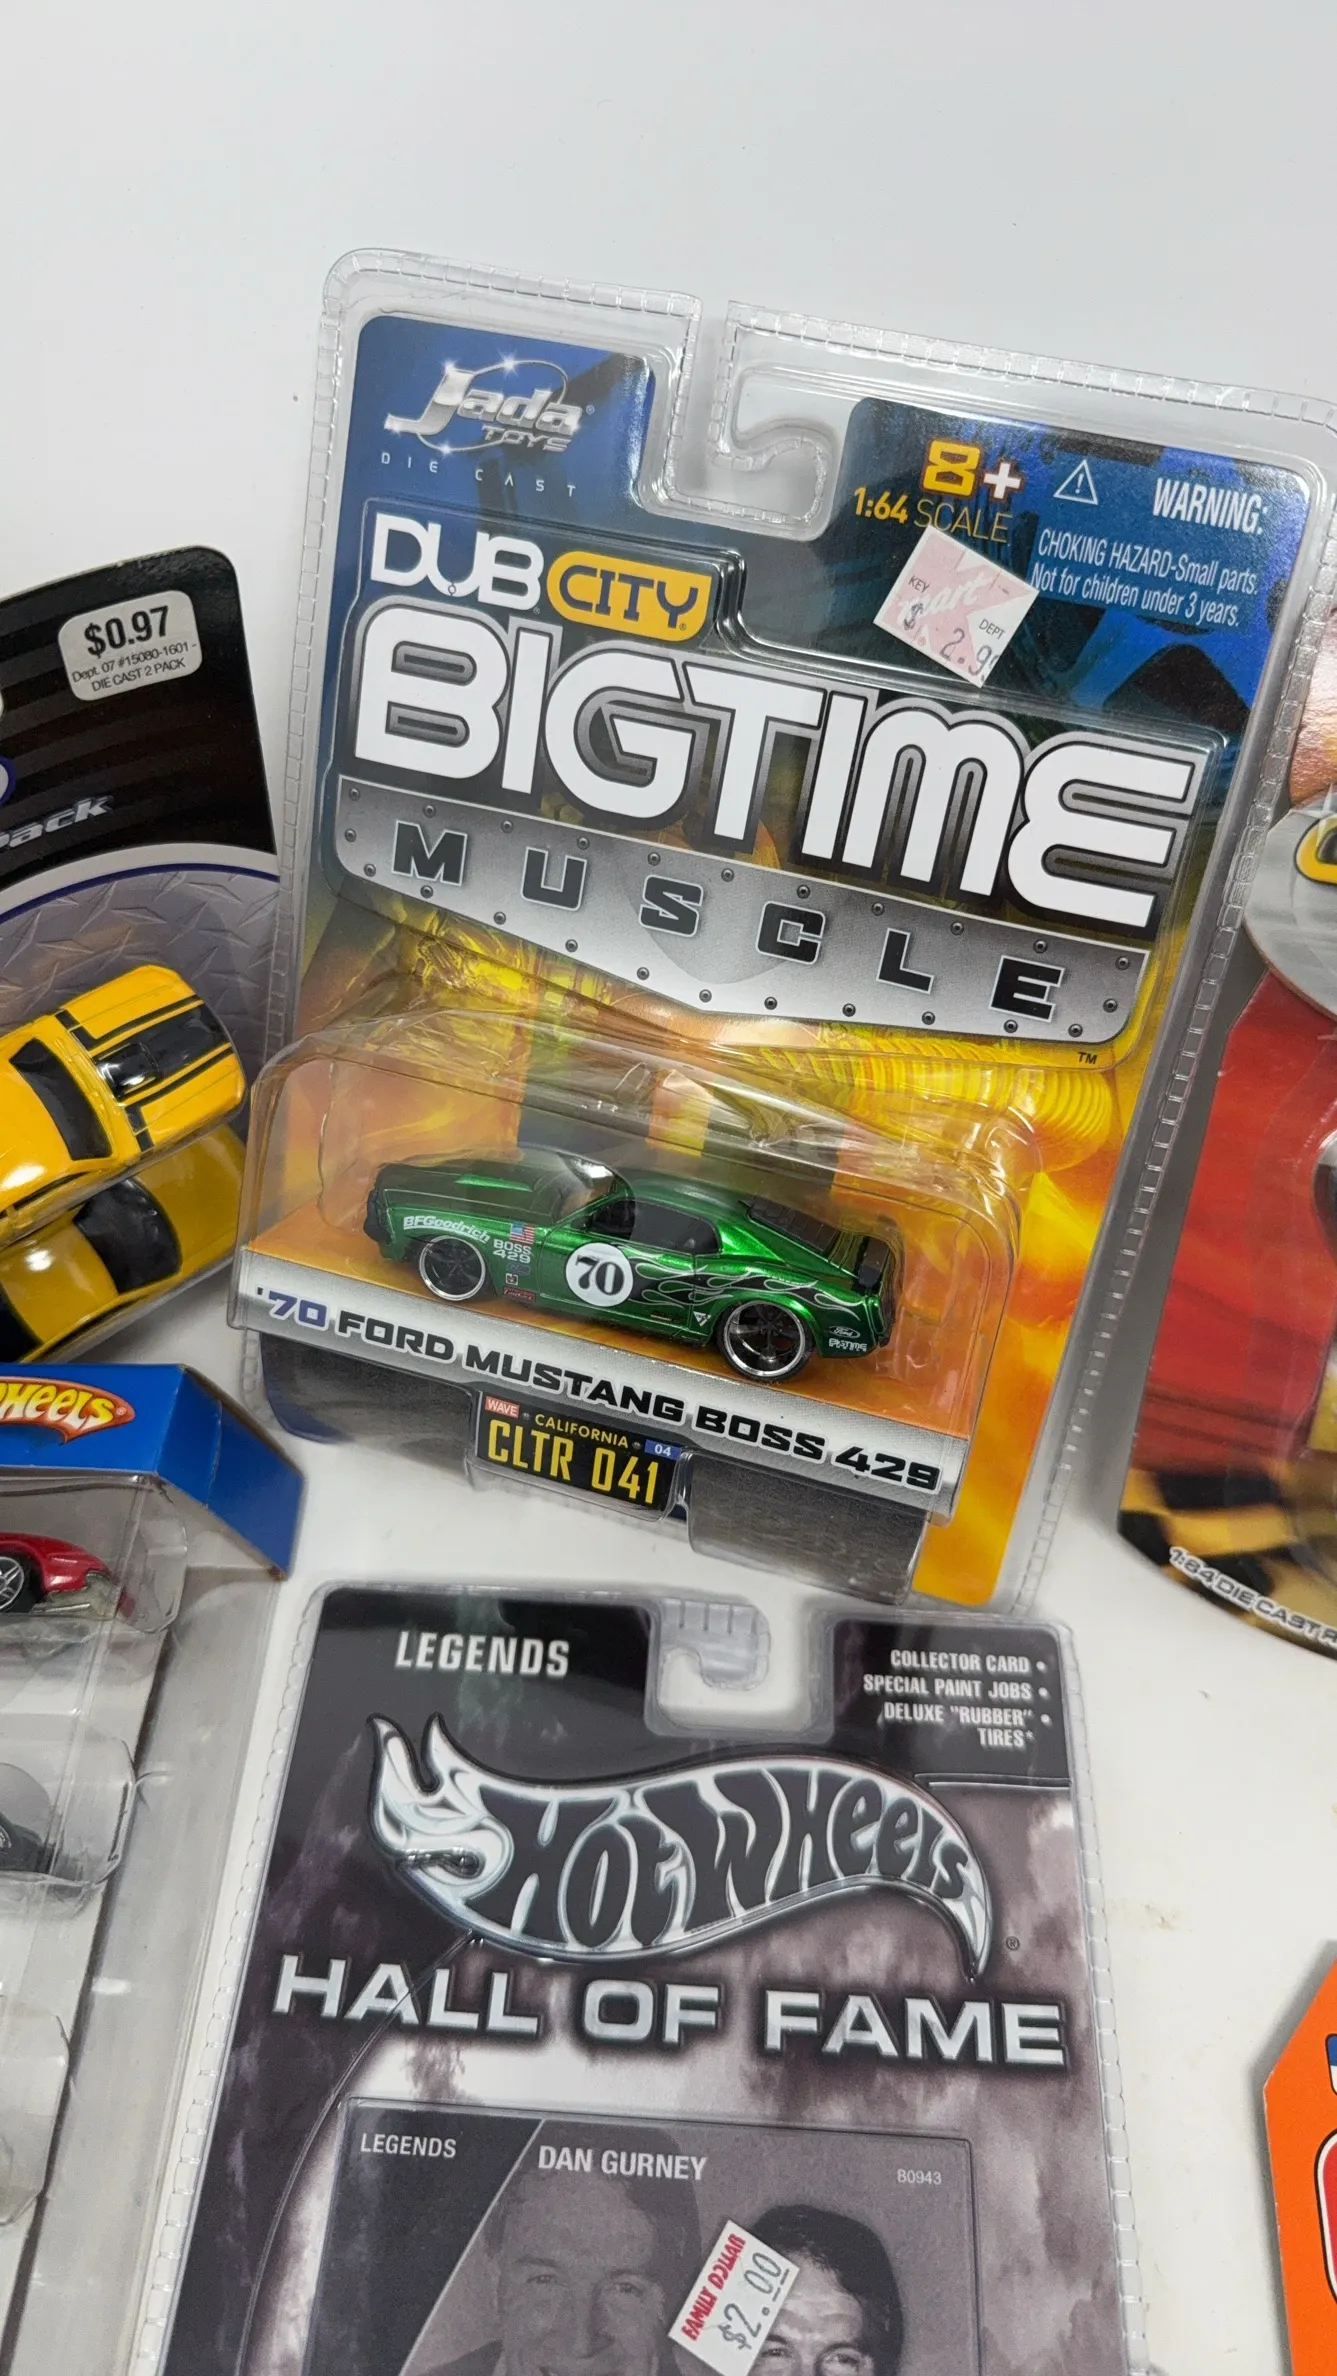 Jada
TOYS
DIE CAST
8+
1:64 SCALE
WARNING:
CHOKING HAZARD-Small parts.
Not for children under 3 years.
DUB CITY
BIGTIME
MUSCLE
TM
KEY
mart
DEPT
$ 2.99
BFGoodrich
BOSS
429
70
Ford
'70 FORD MUSTANG BOSS 429
WAVE
CALIFORNIA
04
CLTR 041
$0.97
Dept. 07 #15080-1601-
DIE CAST 2 PACK
Pack
WHEELS
1:64 DIE CAST
LEGENDS
COLLECTOR CARD •
SPECIAL PAINT JOBS •
DELUXE "RUBBER" •
TIRES*
Hot Wheels
HALL OF FAME
LEGENDS
DAN GURNEY
B0943
FAMILY DOLLAR
$2.00